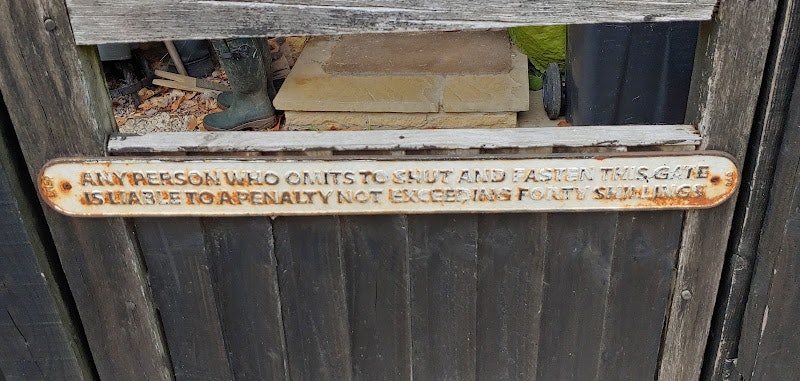 ANY PERSON WHO OMITS TO SHUT AND FASTEN THIS GATE
IS LIABLE TO A PENALTY NOT EXCEEDING FORTY SHILLINGS